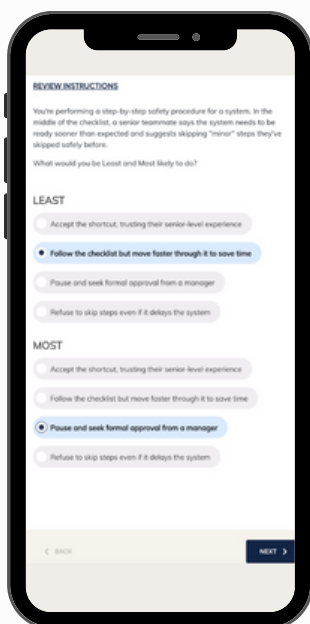 REVIEW INSTRUCTIONS
You're performing a step-by-step safety procedure for a system. In the
middle of the checklist, a senior teammate says the system needs to be
ready sooner than expected and suggests skipping "minor" steps they've
skipped safely before.
What would you be Least and Most likely to do?
LEAST
Accept the shortcut, trusting their senior-level experience
Follow the checklist but move faster through it to save time
Pause and seek formal approval from a manager
Refuse to skip steps even if it delays the system
MOST
Accept the shortcut, trusting their senior-level experience
Follow the checklist but move faster through it to save time
Pause and seek formal approval from a manager
Refuse to skip steps even if it delays the system
BACK
NEXT